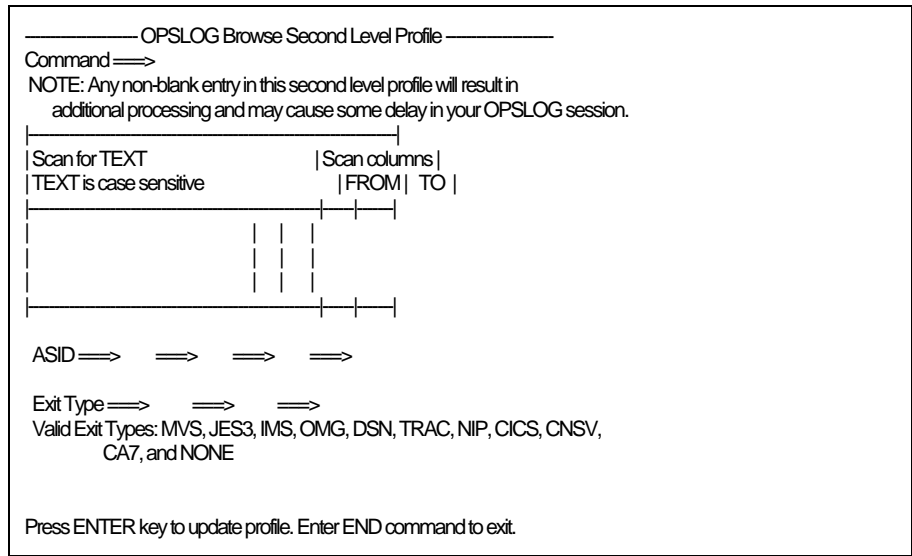 ---------------------- OPSLOG Browse Second Level Profile ---------------------
Command ===>
NOTE: Any non-blank entry in this second level profile will result in
additional processing and may cause some delay in your OPSLOG session.
|------------------------------------------------------------------------|
| Scan for TEXT | Scan columns |
| TEXT is case sensitive | FROM | TO |
|---------------------------------------------------------|------|-------|
| | | |
| | | |
| | | |
|---------------------------------------------------------|------|-------|
ASID ===> ===> ===> ===>
Exit Type ===> ===> ===>
Valid Exit Types: MVS, JES3, IMS, OMG, DSN, TRAC, NIP, CICS, CNSV,
CA7, and NONE
Press ENTER key to update profile. Enter END command to exit.